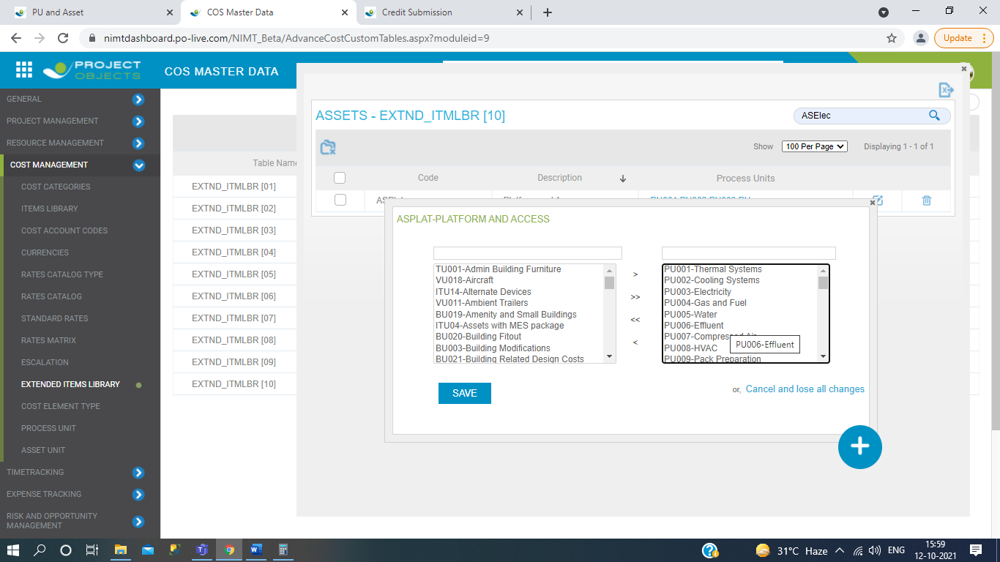 PU and Asset
COS Master Data
Credit Submission
nimtdashboard.po-live.com/NIMT_Beta/AdvanceCostCustomTables.aspx?moduleid=9
Update
PROJECT
OBJECTS
COS MASTER DATA
GENERAL
PROJECT MANAGEMENT
RESOURCE MANAGEMENT
COST MANAGEMENT
COST CATEGORIES
ITEMS LIBRARY
COST ACCOUNT CODES
CURRENCIES
RATES CATALOG TYPE
RATES CATALOG
STANDARD RATES
RATES MATRIX
ESCALATION
EXTENDED ITEMS LIBRARY
COST ELEMENT TYPE
PROCESS UNIT
ASSET UNIT
TIMETRACKING
EXPENSE TRACKING
RISK AND OPPORTUNITY
MANAGEMENT
Table Name
EXTND_ITMLBR [01]
EXTND_ITMLBR [02]
EXTND_ITMLBR [03]
EXTND_ITMLBR [04]
EXTND_ITMLBR [05]
EXTND_ITMLBR [06]
EXTND_ITMLBR [07]
EXTND_ITMLBR [08]
EXTND_ITMLBR [09]
EXTND_ITMLBR [10]
ASSETS - EXTND_ITMLBR [10]
ASElec
Show
100 Per Page
Displaying 1 - 1 of 1
Code
Description
Process Units
ASPLAT-PLATFORM AND ACCESS
TU001-Admin Building Furniture
VU018-Aircraft
ITU14-Alternate Devices
VU011-Ambient Trailers
BU019-Amenity and Small Buildings
ITU04-Assets with MES package
BU020-Building Fitout
BU003-Building Modifications
BU021-Building Related Design Costs
>
>>
<<
<
PU001-Thermal Systems
PU002-Cooling Systems
PU003-Electricity
PU004-Gas and Fuel
PU005-Water
PU006-Effluent
PU007-Compressed Air
PU008-HVAC
PU009-Pack Preparation
PU006-Effluent
SAVE
or, Cancel and lose all changes
31°C Haze
ENG
15:59
12-10-2021